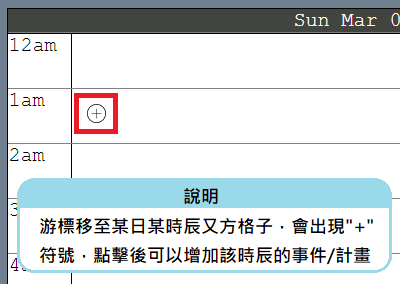 Sun Mar 0
12am
1am
2am
3
說明
游標移至某日某時辰又方格子，會出現"+"
符號，點擊後可以增加該時辰的事件/計畫
4